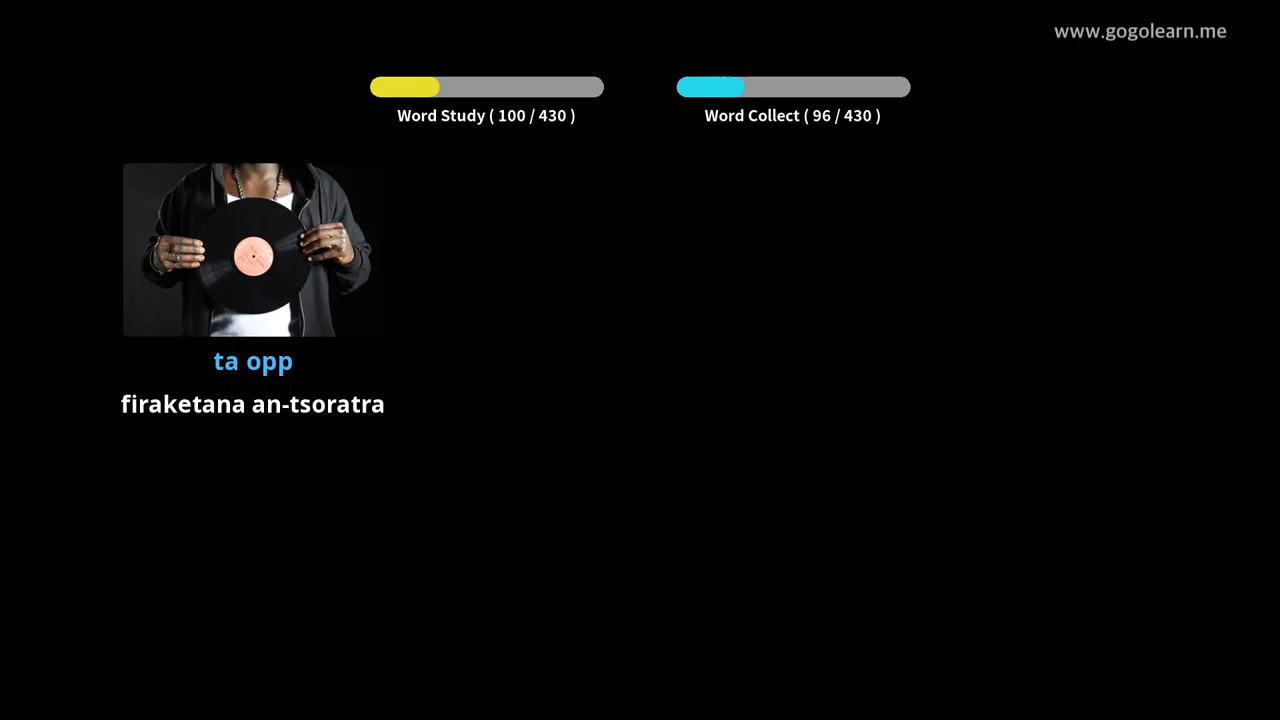 www.gogolearn.me
Word Study ( 100 / 430 )
Word Collect ( 96 / 430 )
ta opp
firaketana an-tsoratra